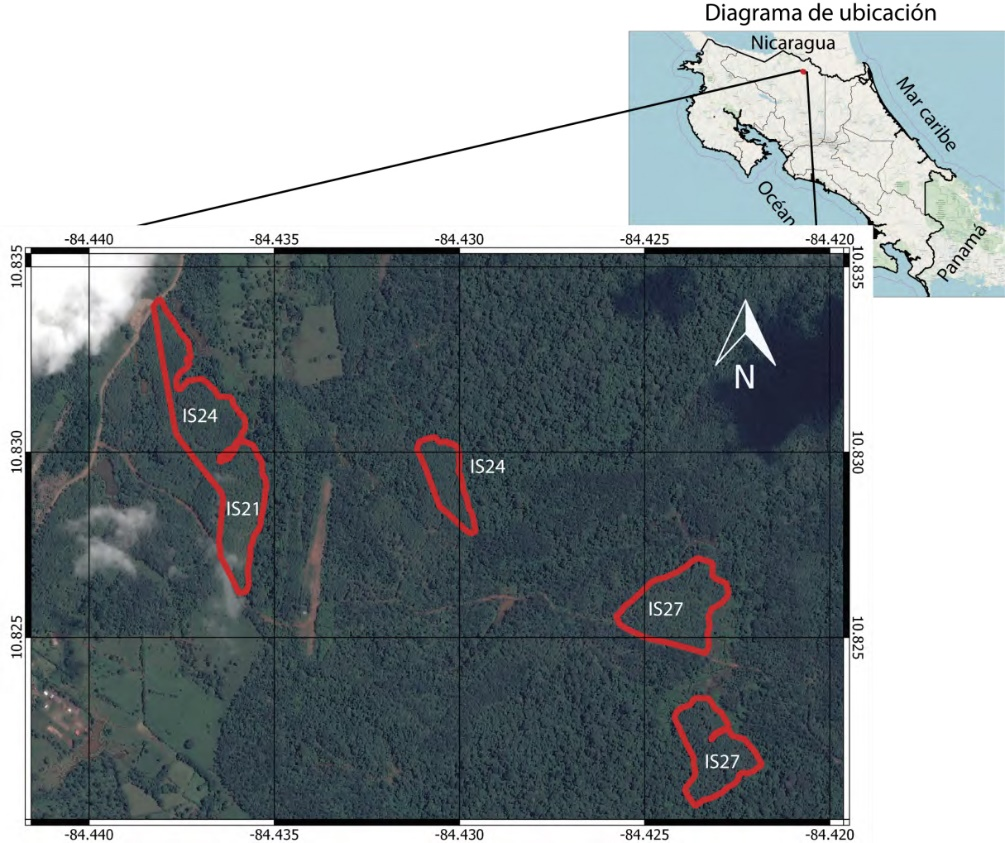 Diagrama de ubicación
Nicaragua
Mar caribe
Océan
Panamá
-84.440 -84.435 -84.430 -84.425 -84.420
10.835 10.835
N
IS24
IS24
10.830 10.830
IS21
IS27
10.825 10.825
IS27
-84.440 -84.435 -84.430 -84.425 -84.420